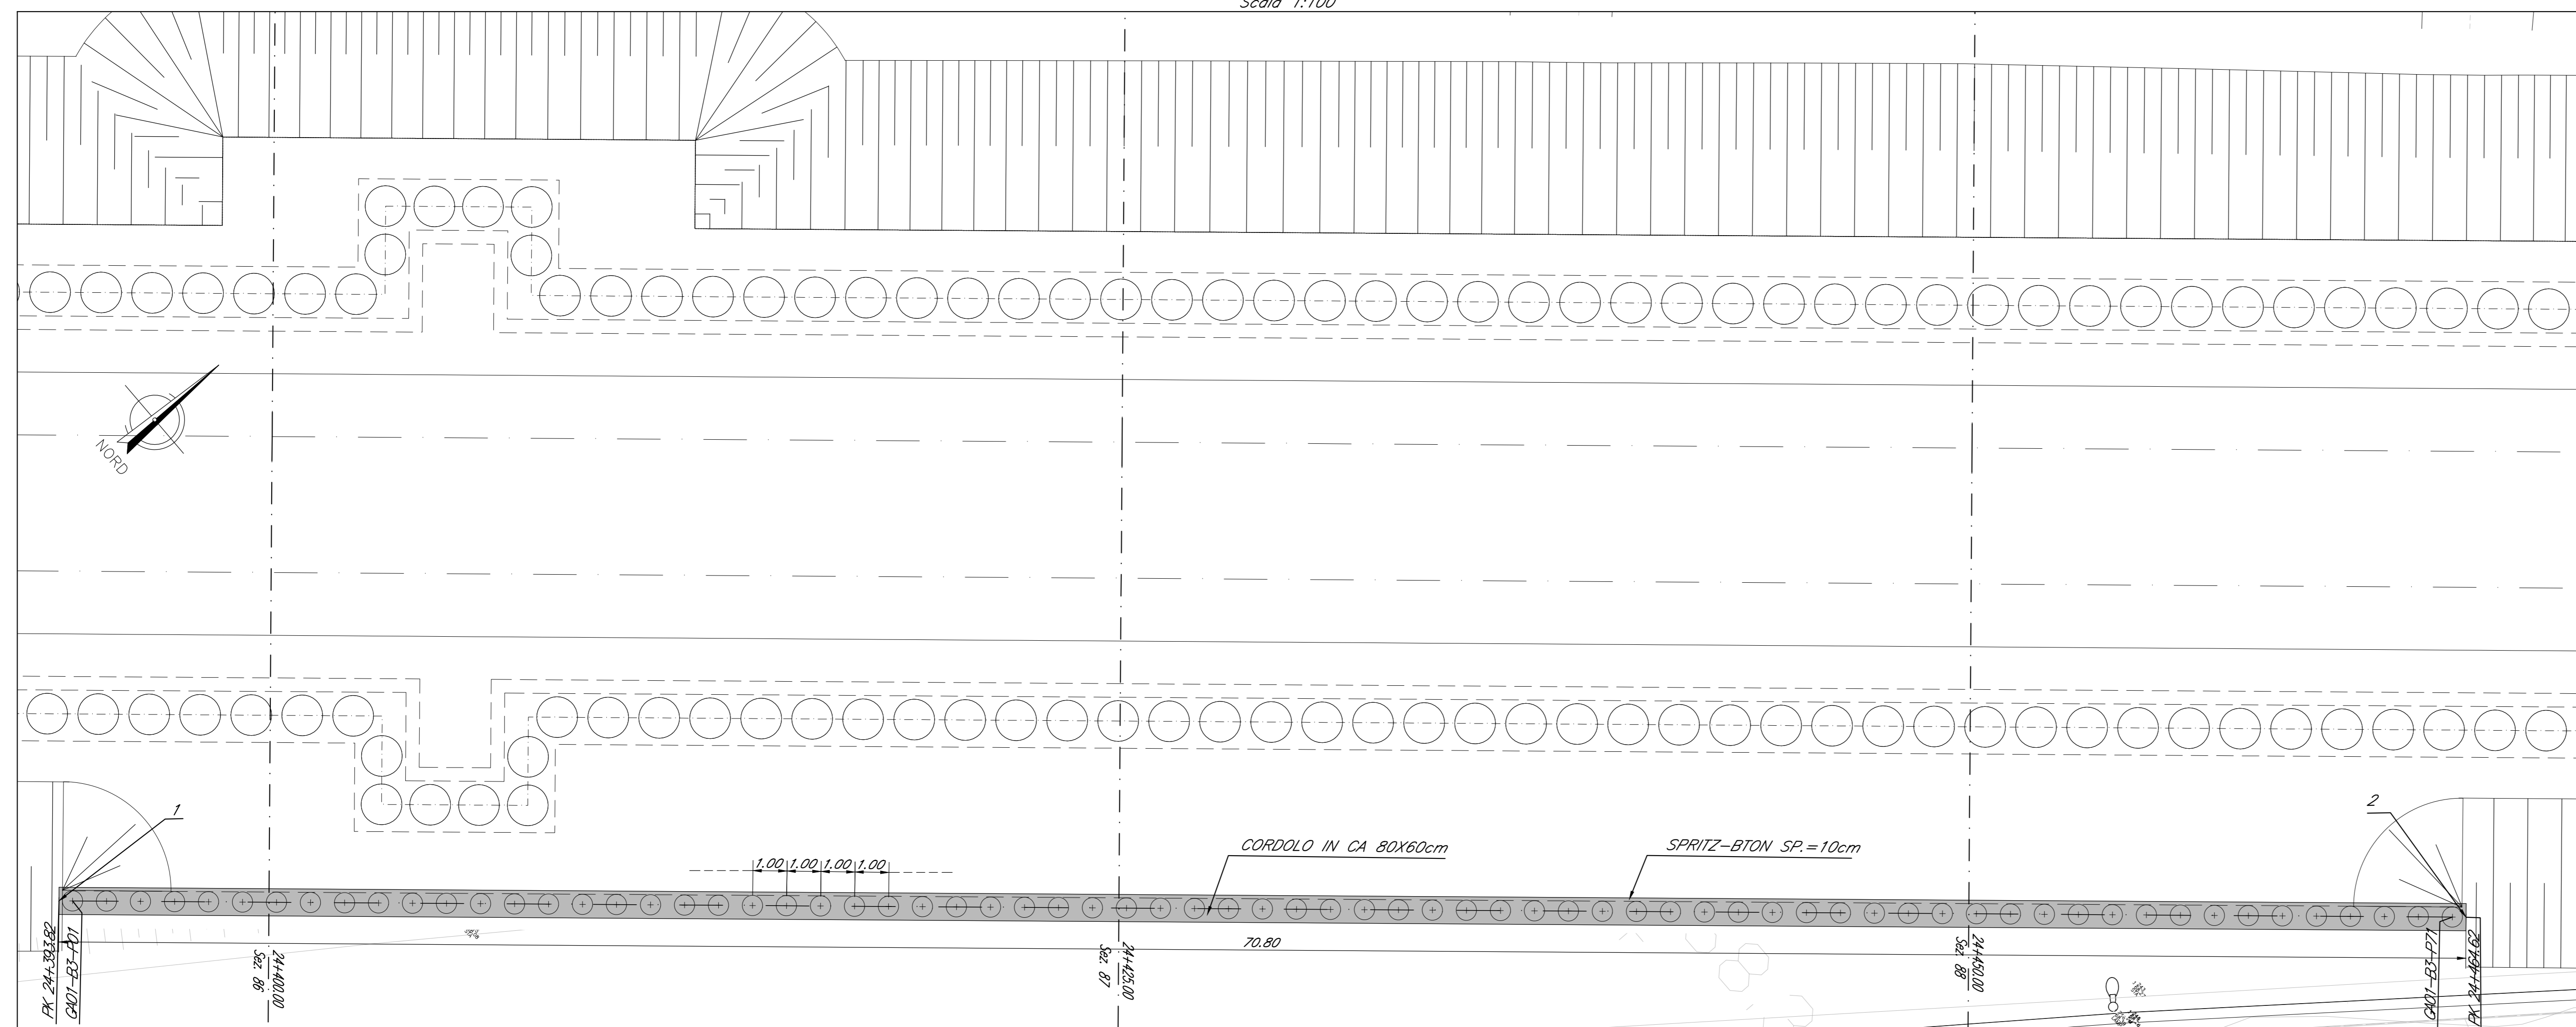 Scala 1:100
NORD
1
2
CORDOLO IN CA 80X60cm
SPRITZ-BTON SP.=10cm
1.00 1.00 1.00 1.00
70.80
PK 24+393.82
GA01-B3-P01
Sez. 86
24+400.00
Sez. 87
24+425.00
Sez. 88
24+450.00
GA01-B3-P71
PK 24+464.62